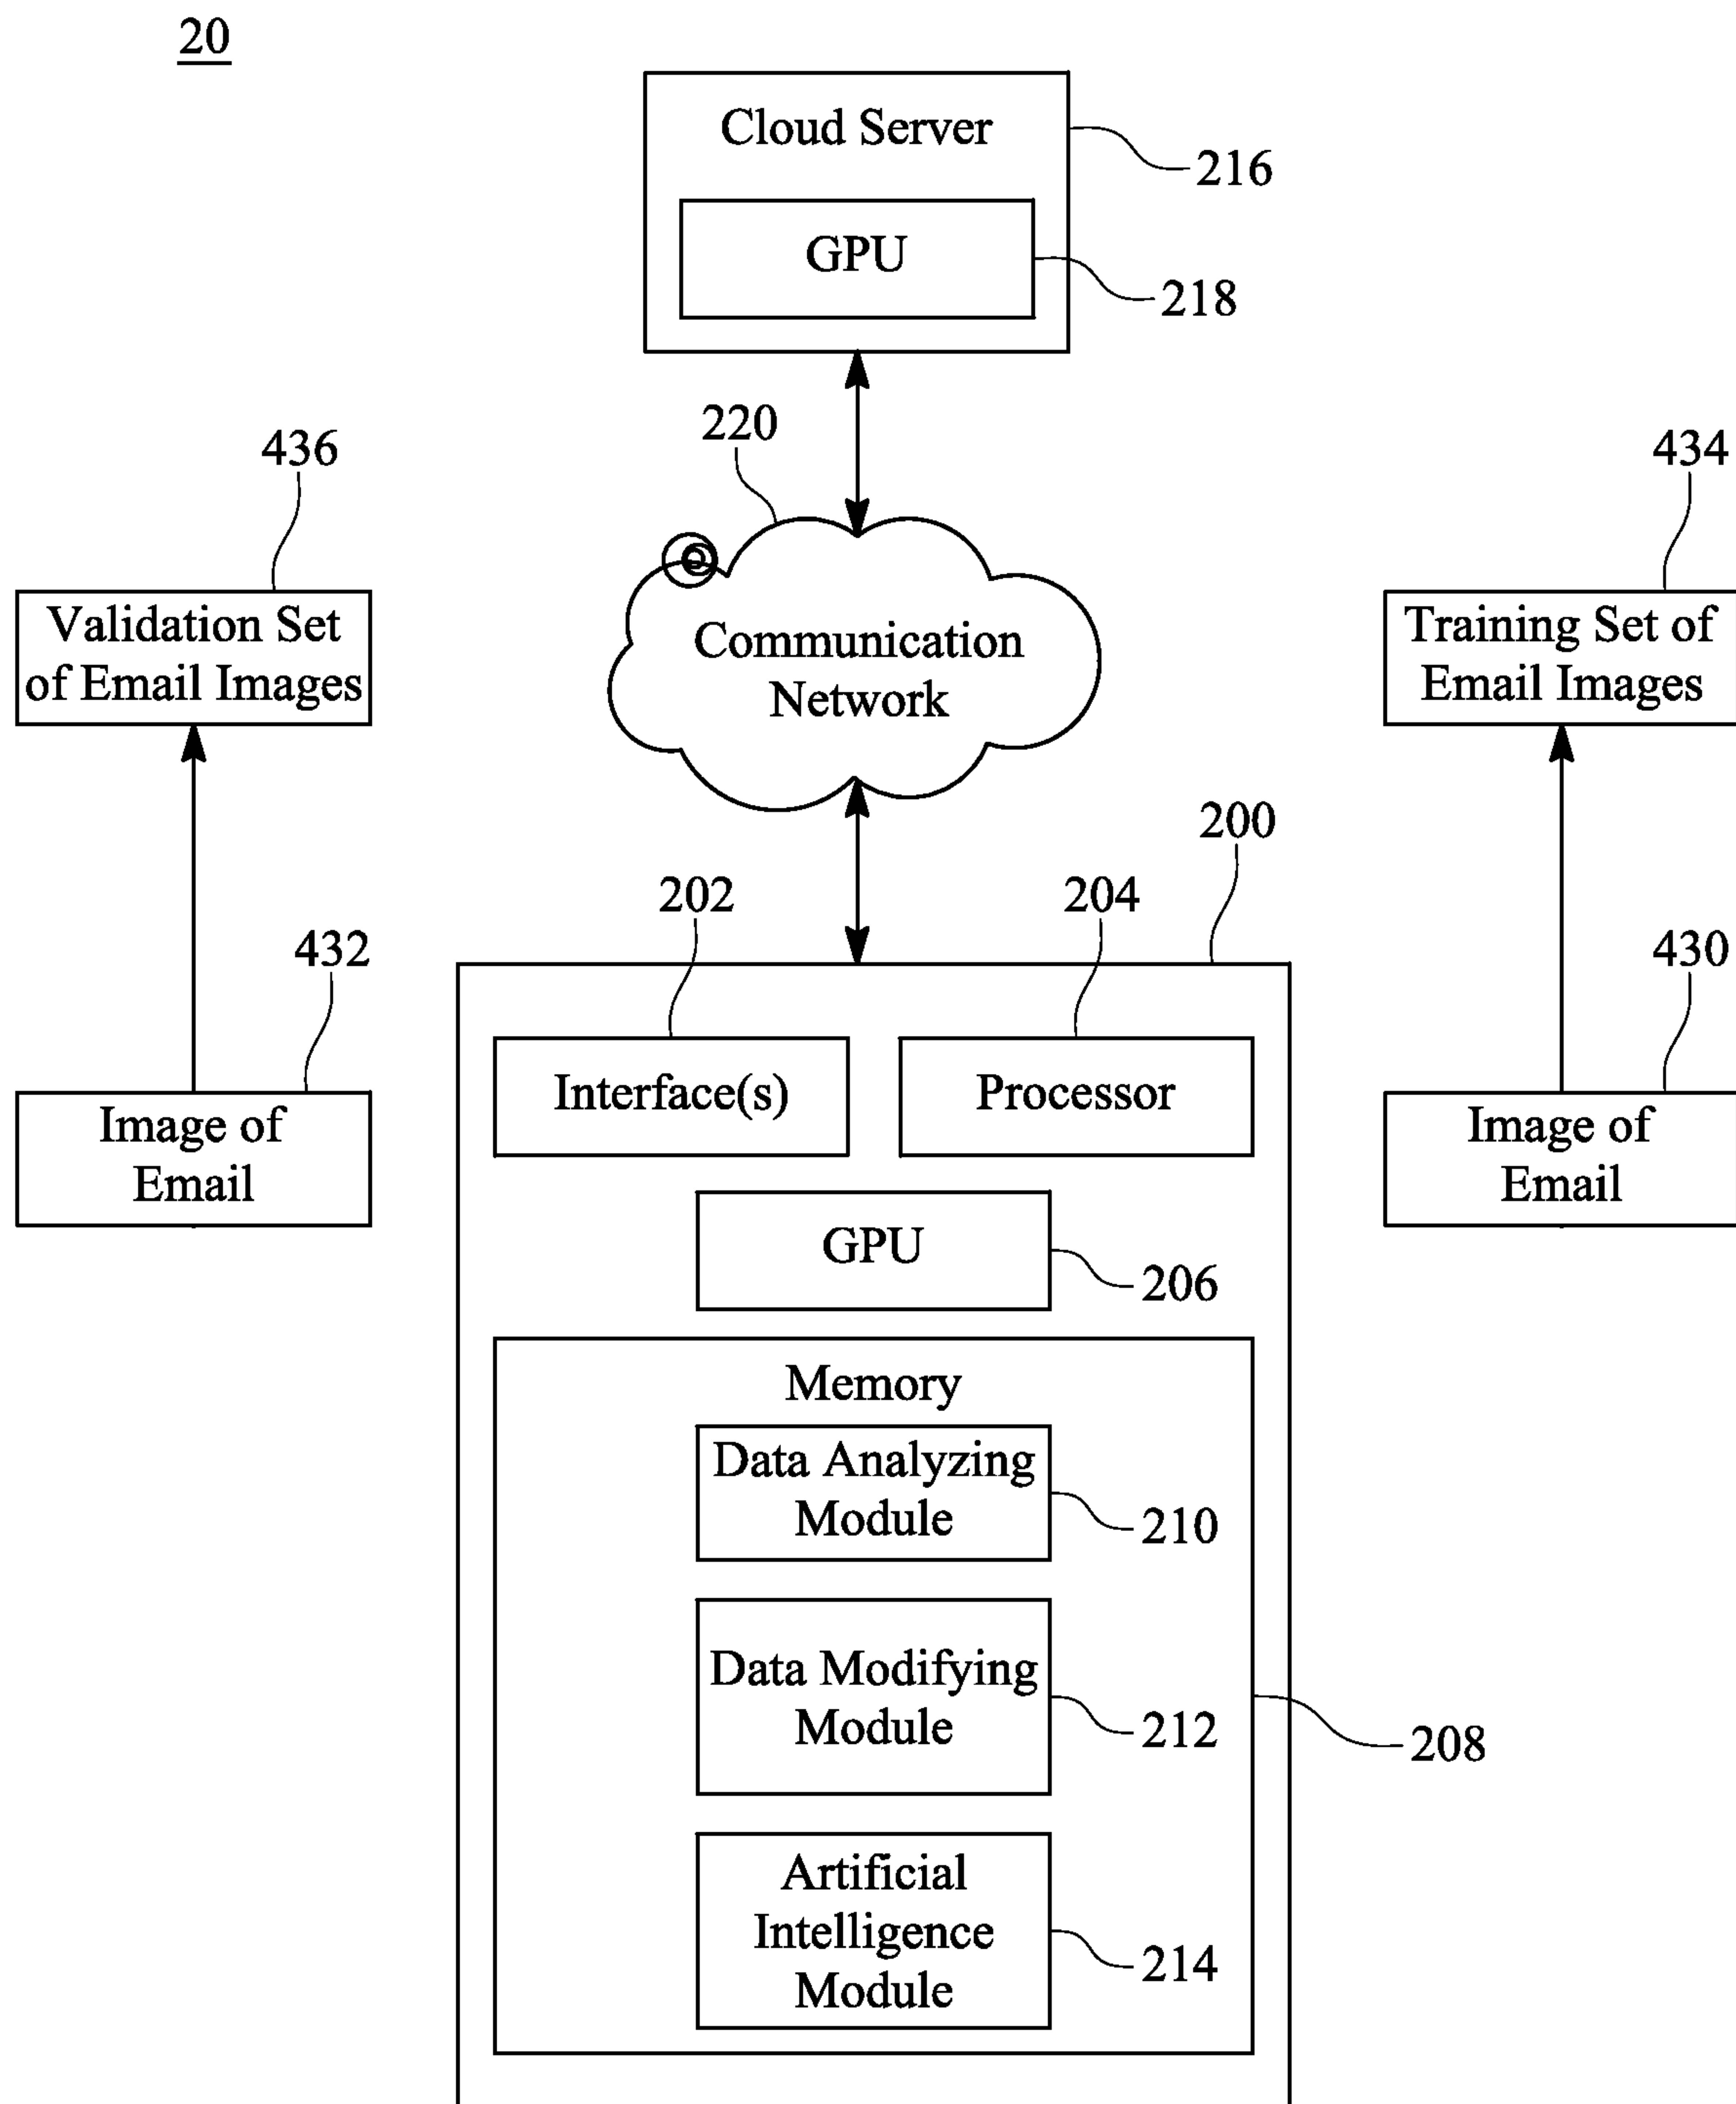 20
Cloud Server
216
GPU
218
220
436
434
Validation Set
of Email Images
Communication
Network
Training Set of
Email Images
200
202
204
432
430
Interface(s)
Processor
Image of
Email
Image of
Email
GPU
206
Memory
Data Analyzing
Module
210
Data Modifying
Module
212
208
Artificial
Intelligence
Module
214